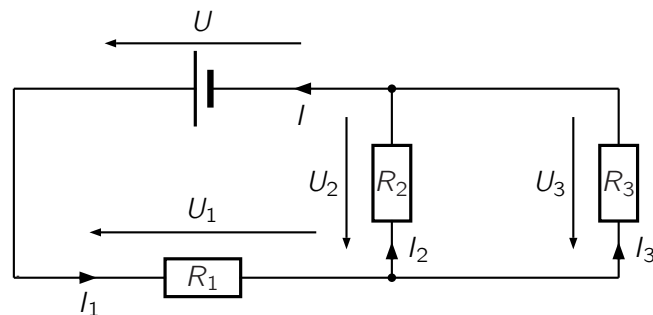 U
I
U₂
R₂
U₃
R₃
U₁
I₂
I₃
R₁
I₁